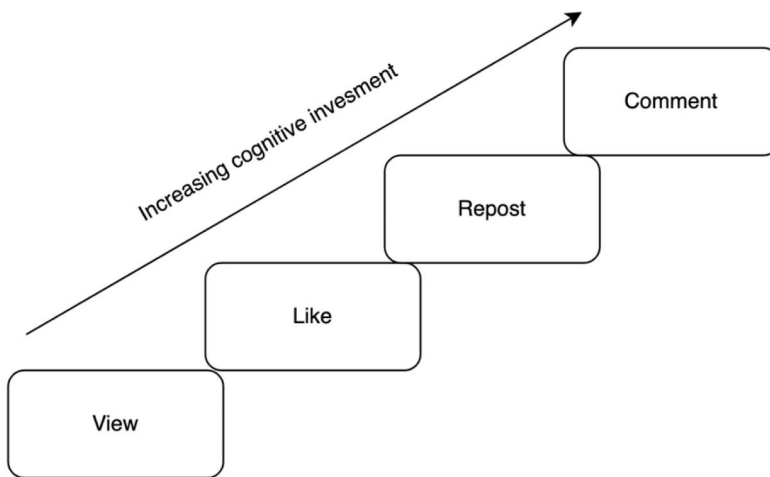 Increasing cognitive invesment
Comment
Repost
Like
View